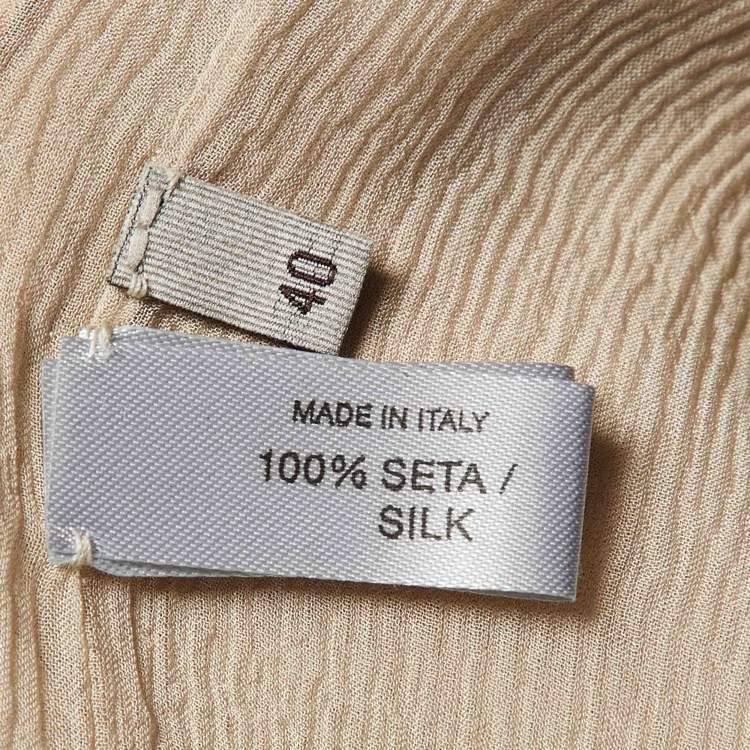 40
MADE IN ITALY
100% SETA /
SILK